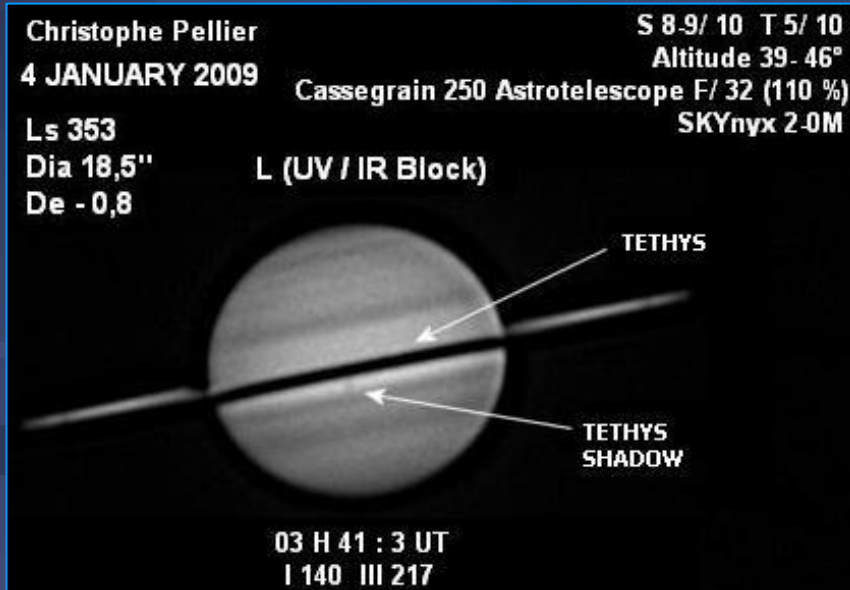 Christophe Pellier
4 JANUARY 2009
Ls 353
Dia 18,5''
De - 0,8
S 8-9/ 10 T 5/ 10
Altitude 39- 46°
Cassegrain 250 Astrotelescope F/ 32 (110 %)
SKYnyx 2-0M
L (UV / IR Block)
TETHYS
TETHYS
SHADOW
03 H 41 : 3 UT
I 140 III 217